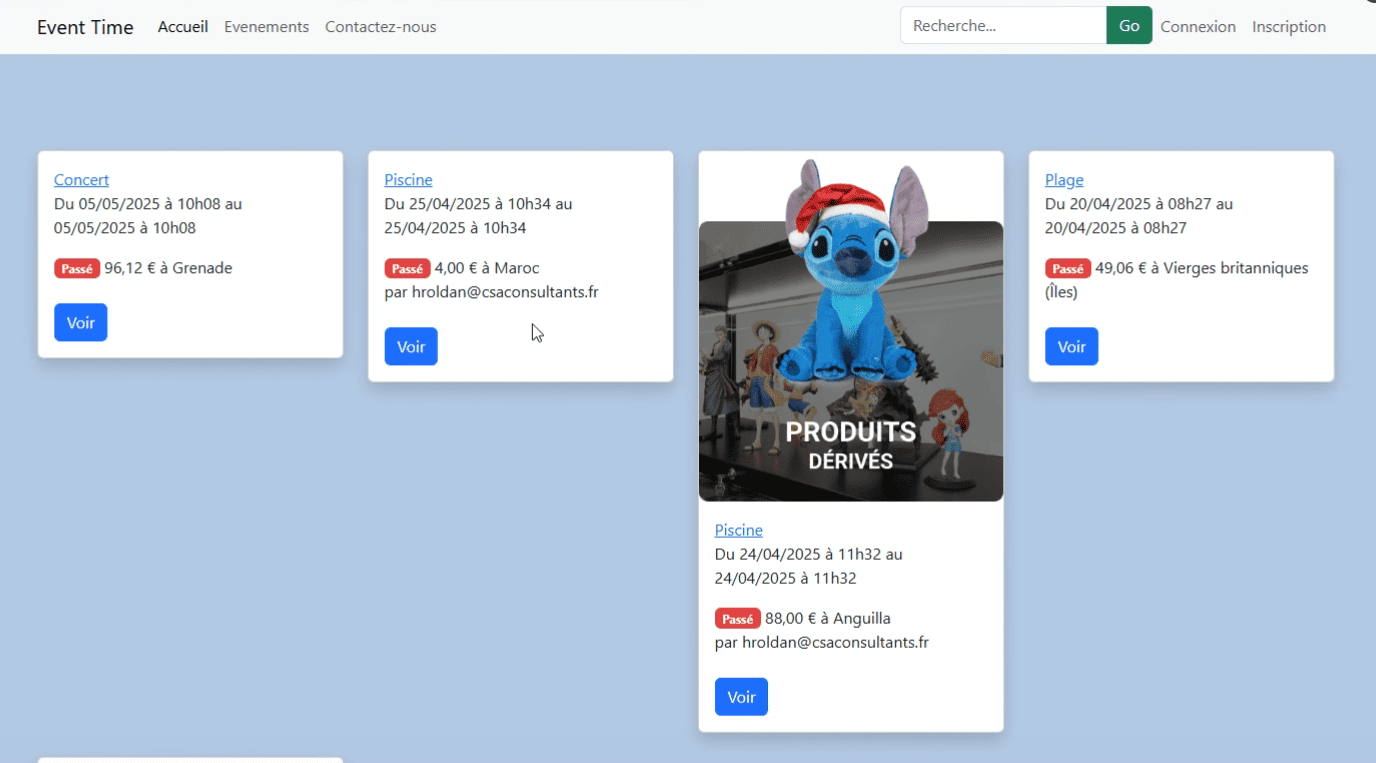 Event Time Accueil Evenements Contactez-nous Recherche... Go Connexion Inscription
Concert
Du 05/05/2025 à 10h08 au
05/05/2025 à 10h08
Passé 96,12 € à Grenade
Voir
Piscine
Du 25/04/2025 à 10h34 au
25/04/2025 à 10h34
Passé 4,00 € à Maroc
par hroldan@csaconsultants.fr
Voir
PRODUITS
DÉRIVÉS
Piscine
Du 24/04/2025 à 11h32 au
24/04/2025 à 11h32
Passé 88,00 € à Anguilla
par hroldan@csaconsultants.fr
Voir
Plage
Du 20/04/2025 à 08h27 au
20/04/2025 à 08h27
Passé 49,06 € à Vierges britanniques
(Îles)
Voir